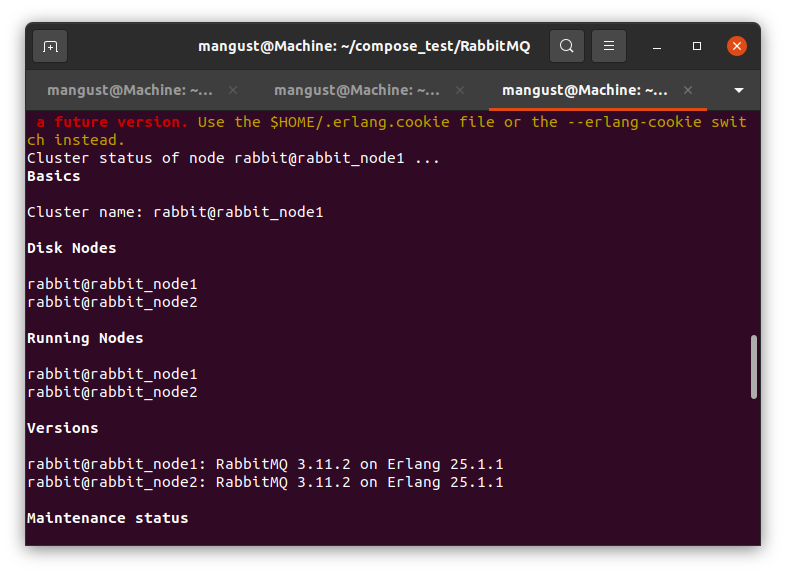 mangust@Machine: ~/compose_test/RabbitMQ
mangust@Machine: ~... mangust@Machine: ~... mangust@Machine: ~...
a future version. Use the $HOME/.erlang.cookie file or the --erlang-cookie swit
ch instead.
Cluster status of node rabbit@rabbit_node1 ...
Basics
Cluster name: rabbit@rabbit_node1
Disk Nodes
rabbit@rabbit_node1
rabbit@rabbit_node2
Running Nodes
rabbit@rabbit_node1
rabbit@rabbit_node2
Versions
rabbit@rabbit_node1: RabbitMQ 3.11.2 on Erlang 25.1.1
rabbit@rabbit_node2: RabbitMQ 3.11.2 on Erlang 25.1.1
Maintenance status